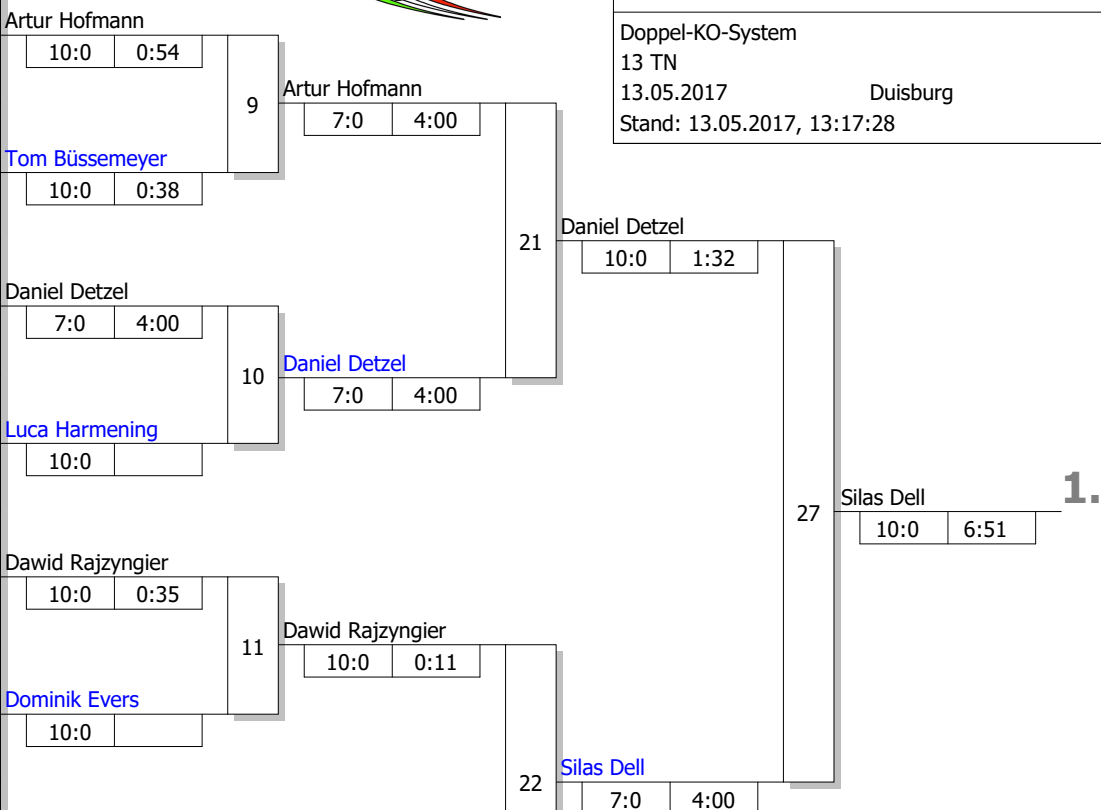 Artur Hofmann
10:0 0:54
9
Tom Büssemeyer
10:0 0:38
Daniel Detzel
7:0 4:00
10
Luca Harmening
10:0
Dawid Rajzyngier
10:0 0:35
11
Dominik Evers
10:0
Artur Hofmann
7:0 4:00
21
Daniel Detzel
7:0 4:00
Dawid Rajzyngier
10:0 0:11
22
Daniel Detzel
10:0 1:32
27
Silas Dell
7:0 4:00
Silas Dell
10:0 6:51
1.
Doppel-KO-System
13 TN
13.05.2017 Duisburg
Stand: 13.05.2017, 13:17:28